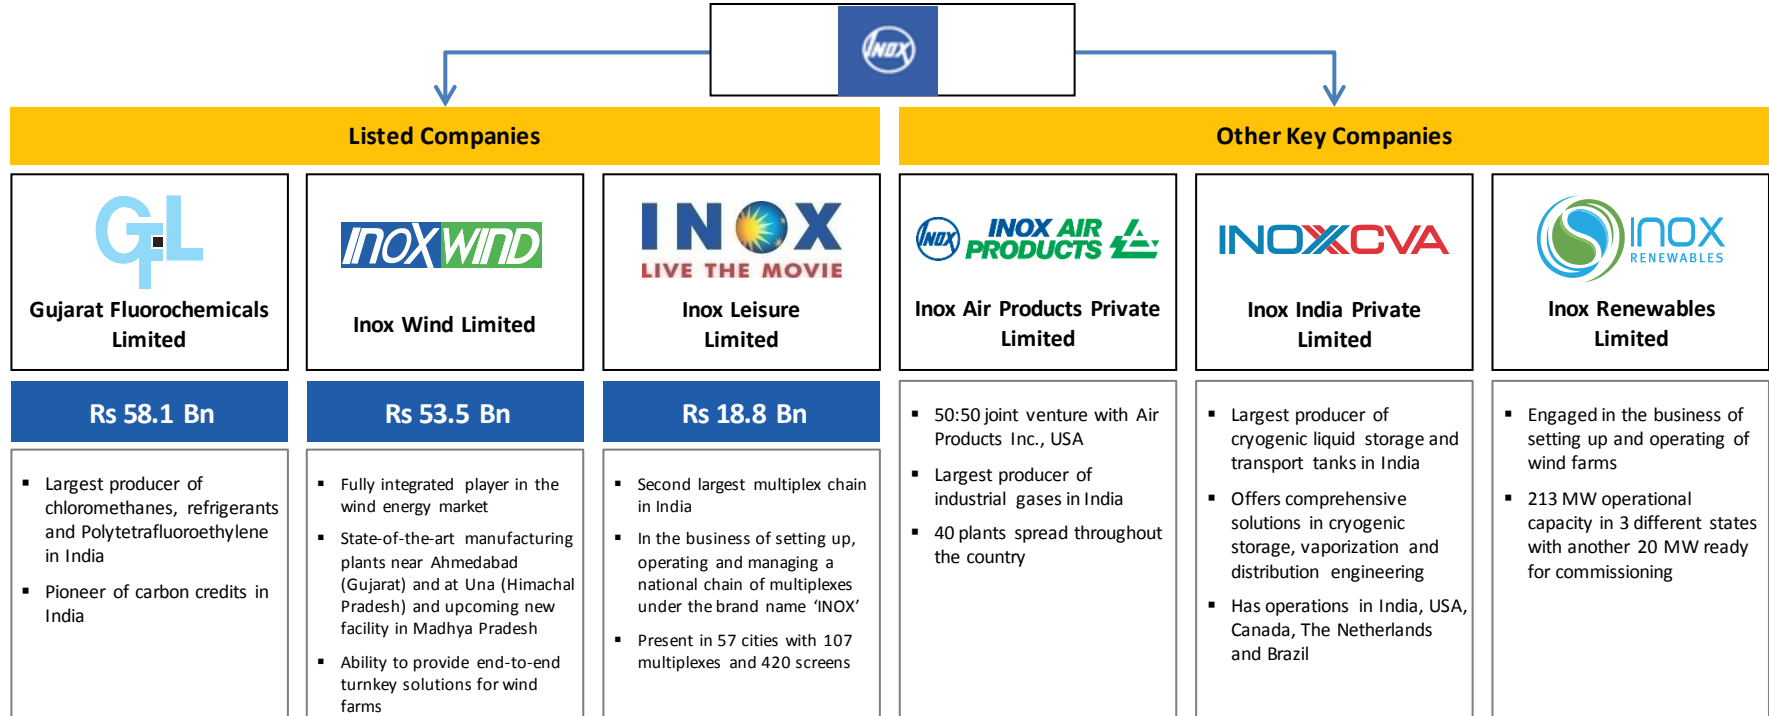 INOX
Listed Companies
Other Key Companies
GFL
Gujarat Fluorochemicals
Limited
INOXWIND
Inox Wind Limited
INOX
LIVE THE MOVIE
Inox Leisure
Limited
INOX
INOX AIR
PRODUCTS
Inox Air Products Private
Limited
INOXCVA
Inox India Private
Limited
INOX
RENEWABLES
Inox Renewables
Limited
Rs 58.1 Bn
Rs 53.5 Bn
Rs 18.8 Bn
▪ Largest producer of
chloromethanes, refrigerants
and Polytetrafluoroethylene
in India
▪ Pioneer of carbon credits in
India
▪ Fully integrated player in the
wind energy market
▪ State-of-the-art manufacturing
plants near Ahmedabad
(Gujarat) and at Una (Himachal
Pradesh) and upcoming new
facility in Madhya Pradesh
▪ Ability to provide end-to-end
turnkey solutions for wind
farms
▪ Second largest multiplex chain
in India
▪ In the business of setting up,
operating and managing a
national chain of multiplexes
under the brand name ‘INOX’
▪ Present in 57 cities with 107
multiplexes and 420 screens
▪ 50:50 joint venture with Air
Products Inc., USA
▪ Largest producer of
industrial gases in India
▪ 40 plants spread throughout
the country
▪ Largest producer of
cryogenic liquid storage and
transport tanks in India
▪ Offers comprehensive
solutions in cryogenic
storage, vaporization and
distribution engineering
▪ Has operations in India, USA,
Canada, The Netherlands
and Brazil
▪ Engaged in the business of
setting up and operating of
wind farms
▪ 213 MW operational
capacity in 3 different states
with another 20 MW ready
for commissioning